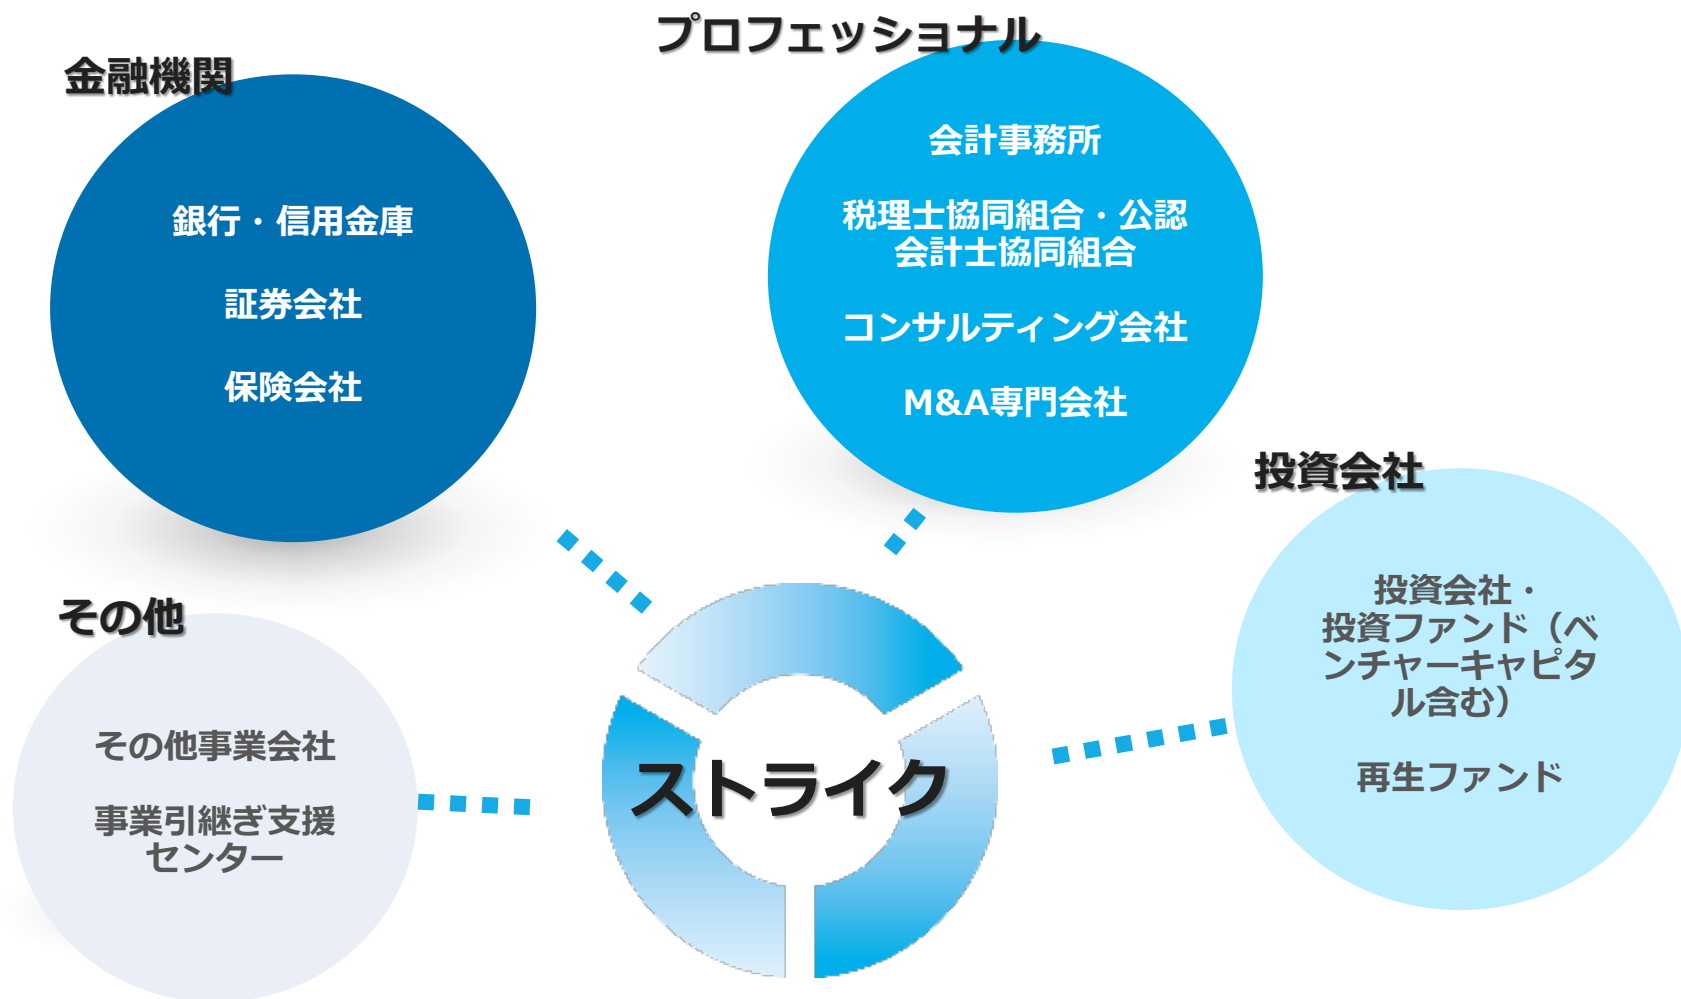 金融機関
銀行・信用金庫
証券会社
保険会社
プロフェッショナル
会計事務所
税理士協同組合・公認
会計士協同組合
コンサルティング会社
M&A専門会社
投資会社
投資会社・
投資ファンド（ベ
ンチャーキャピタ
ル含む）
再生ファンド
その他
その他事業会社
事業引継ぎ支援
センター
ストライク